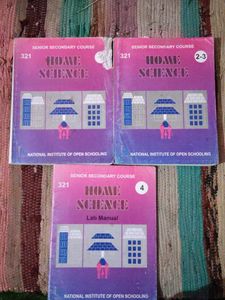 SENIOR SECONDARY COURSE
321
HOME
SCIENCE
NATIONAL INSTITUTE OF OPEN SCHOOLING
SENIOR SECONDARY COURSE
321
2-3
HOME
SCIENCE
NATIONAL INSTITUTE OF OPEN SCHOOLING
SENIOR SECONDARY COURSE
321
4
HOME
SCIENCE
Lab Manual
NATIONAL INSTITUTE OF OPEN SCHOOLING